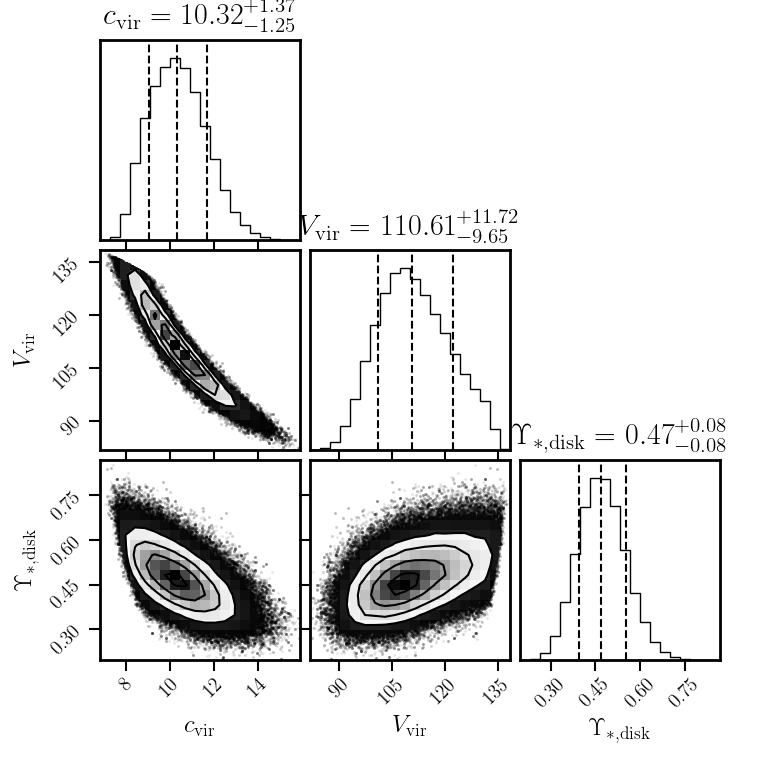 c_vir = 10.32^{+1.37}_{−1.25}
V_vir = 110.61^{+11.72}_{−9.65}
135
120
105
90
V_vir
ϒ_{*,disk} = 0.47^{+0.08}_{−0.08}
0.75
0.60
0.45
0.30
ϒ_{*,disk}
8 10 12 14
90 105 120 135
0.30 0.45 0.60 0.75
c_vir
V_vir
ϒ_{*,disk}